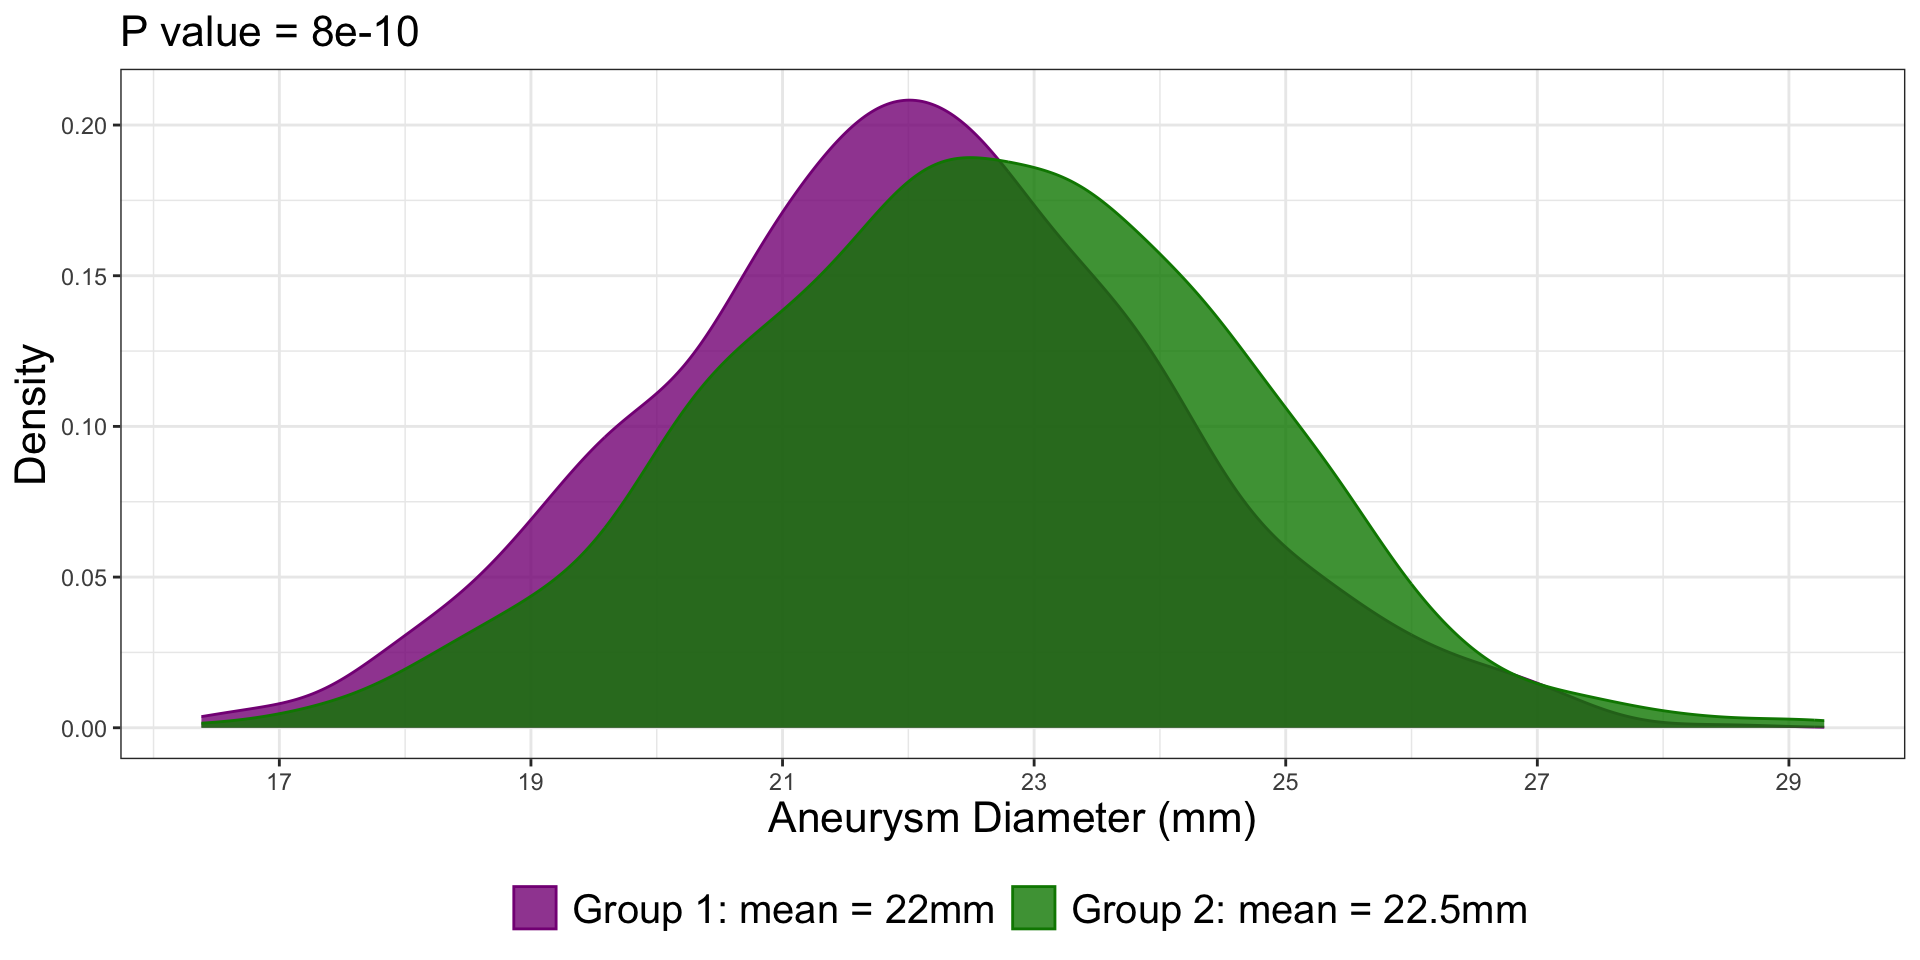 P value = 8e-10
0.20
0.15
0.10
0.05
0.00
Density
17 19 21 23 25 27 29
Aneurysm Diameter (mm)
Group 1: mean = 22mm Group 2: mean = 22.5mm